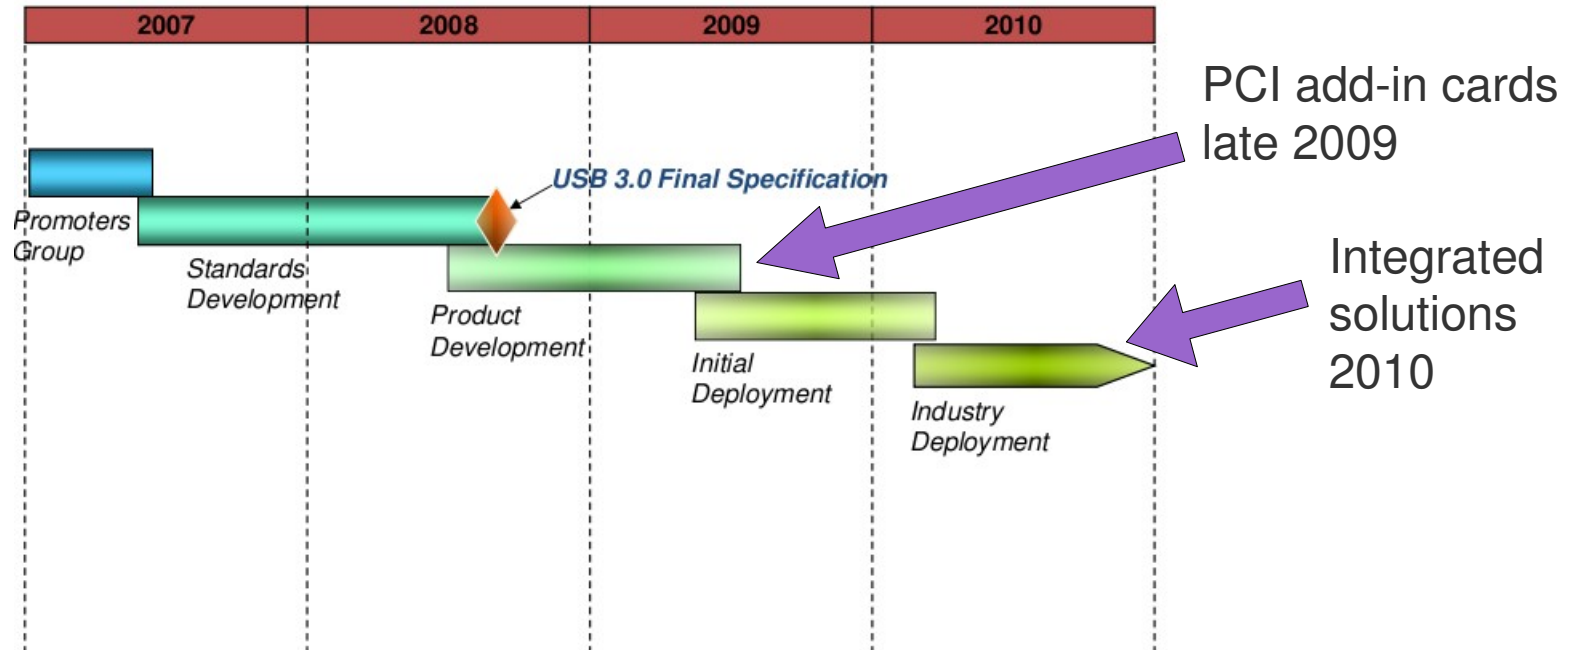 2007
2008
2009
2010
PCI add-in cards
late 2009
USB 3.0 Final Specification
Promoters
Group
Standards
Development
Integrated
solutions
2010
Product
Development
Initial
Deployment
Industry
Deployment